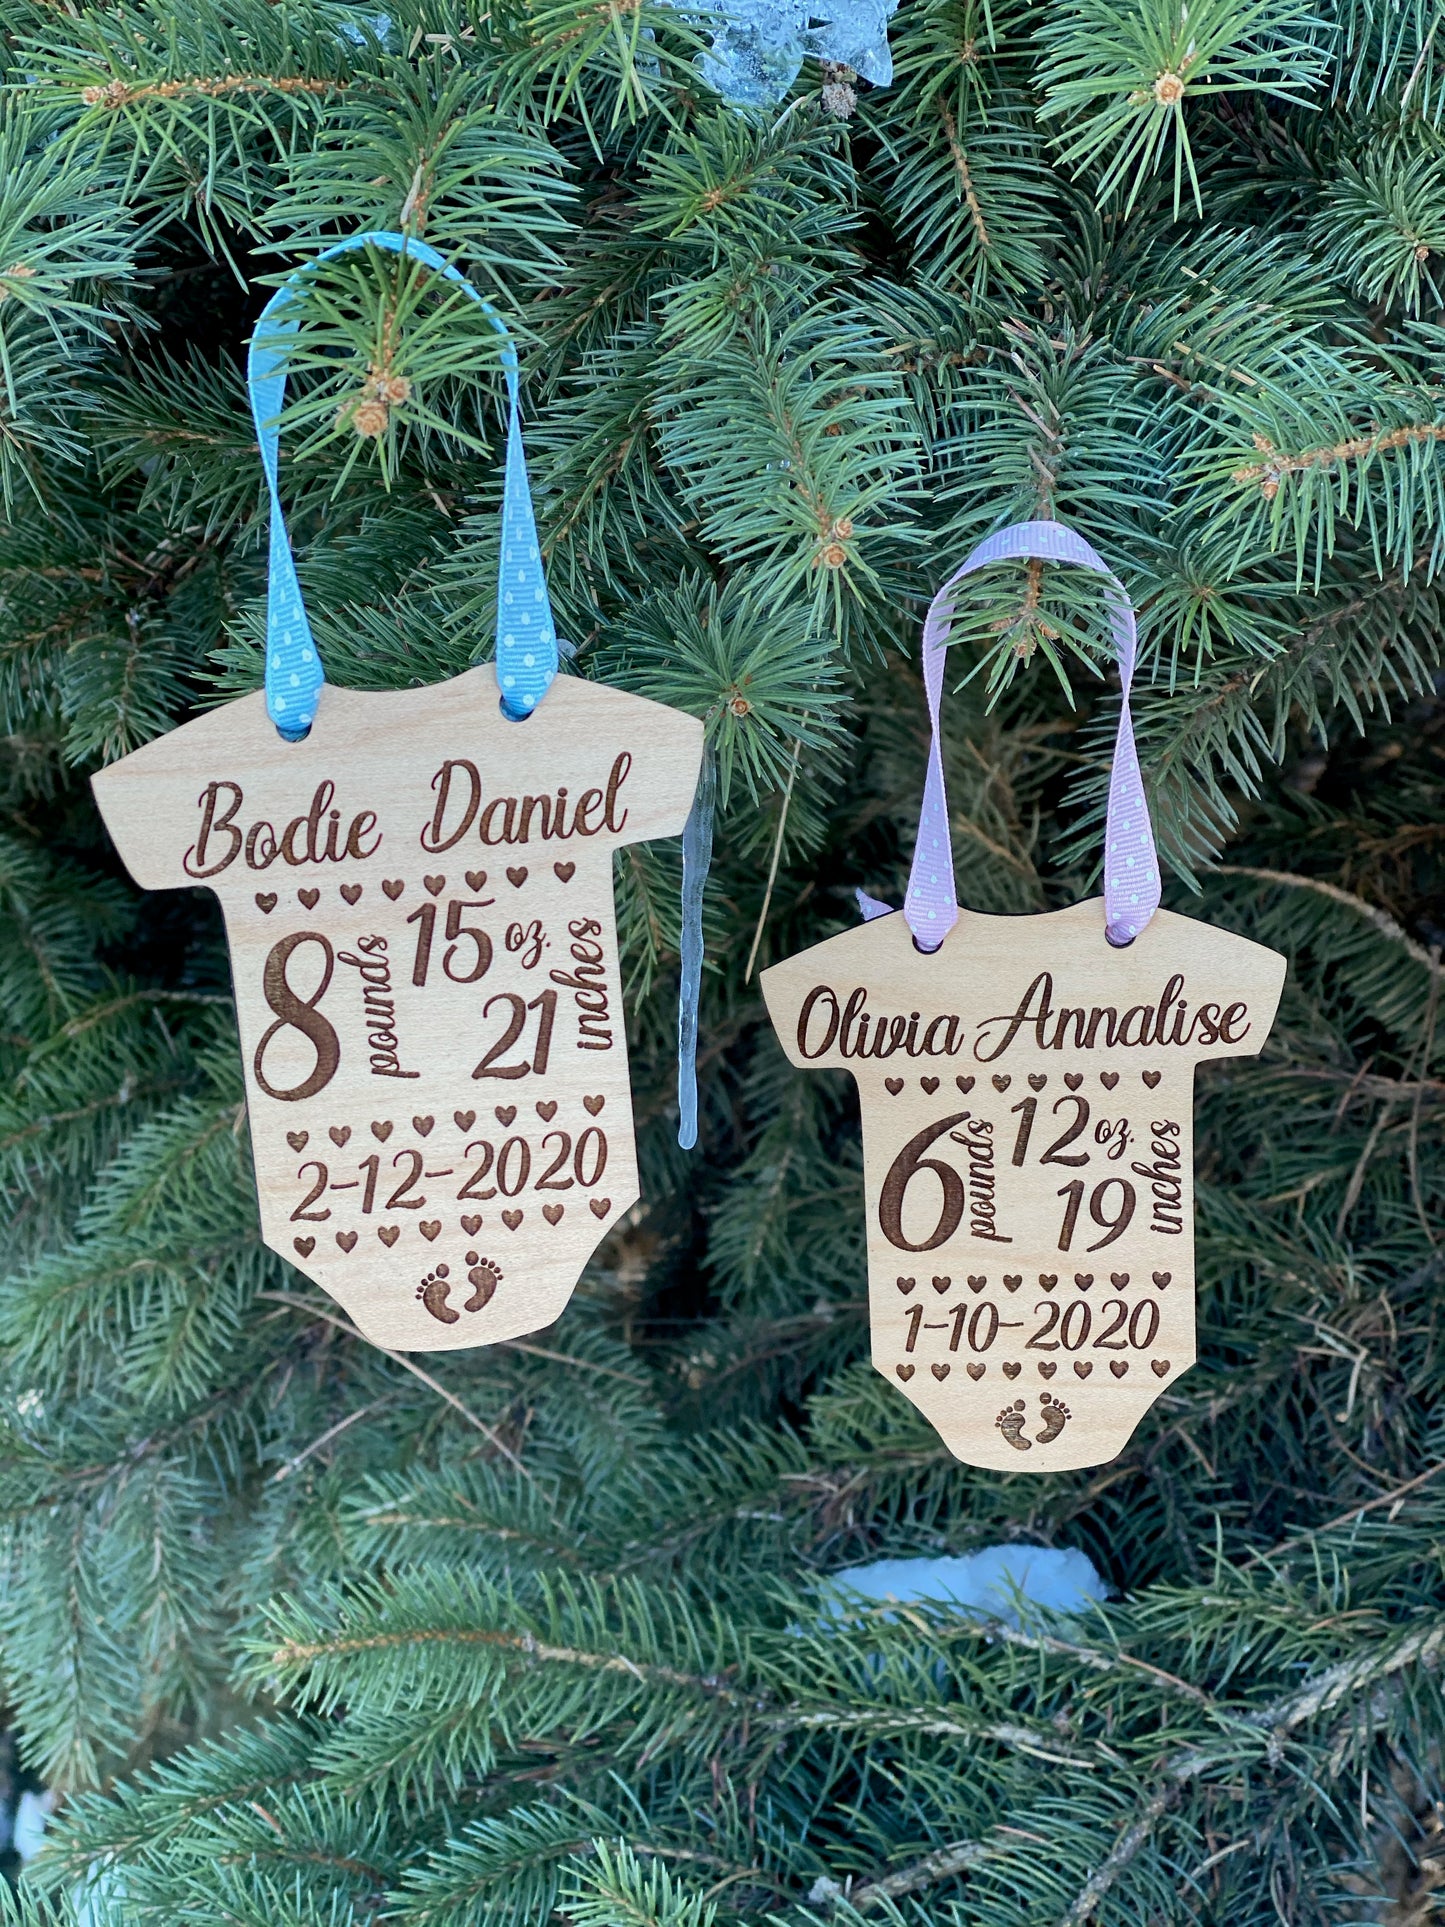 Bodie Daniel
8 pounds 15 oz.
21 inches
2-12-2020
Olivia Annalise
6 pounds 12 oz.
19 inches
1-10-2020